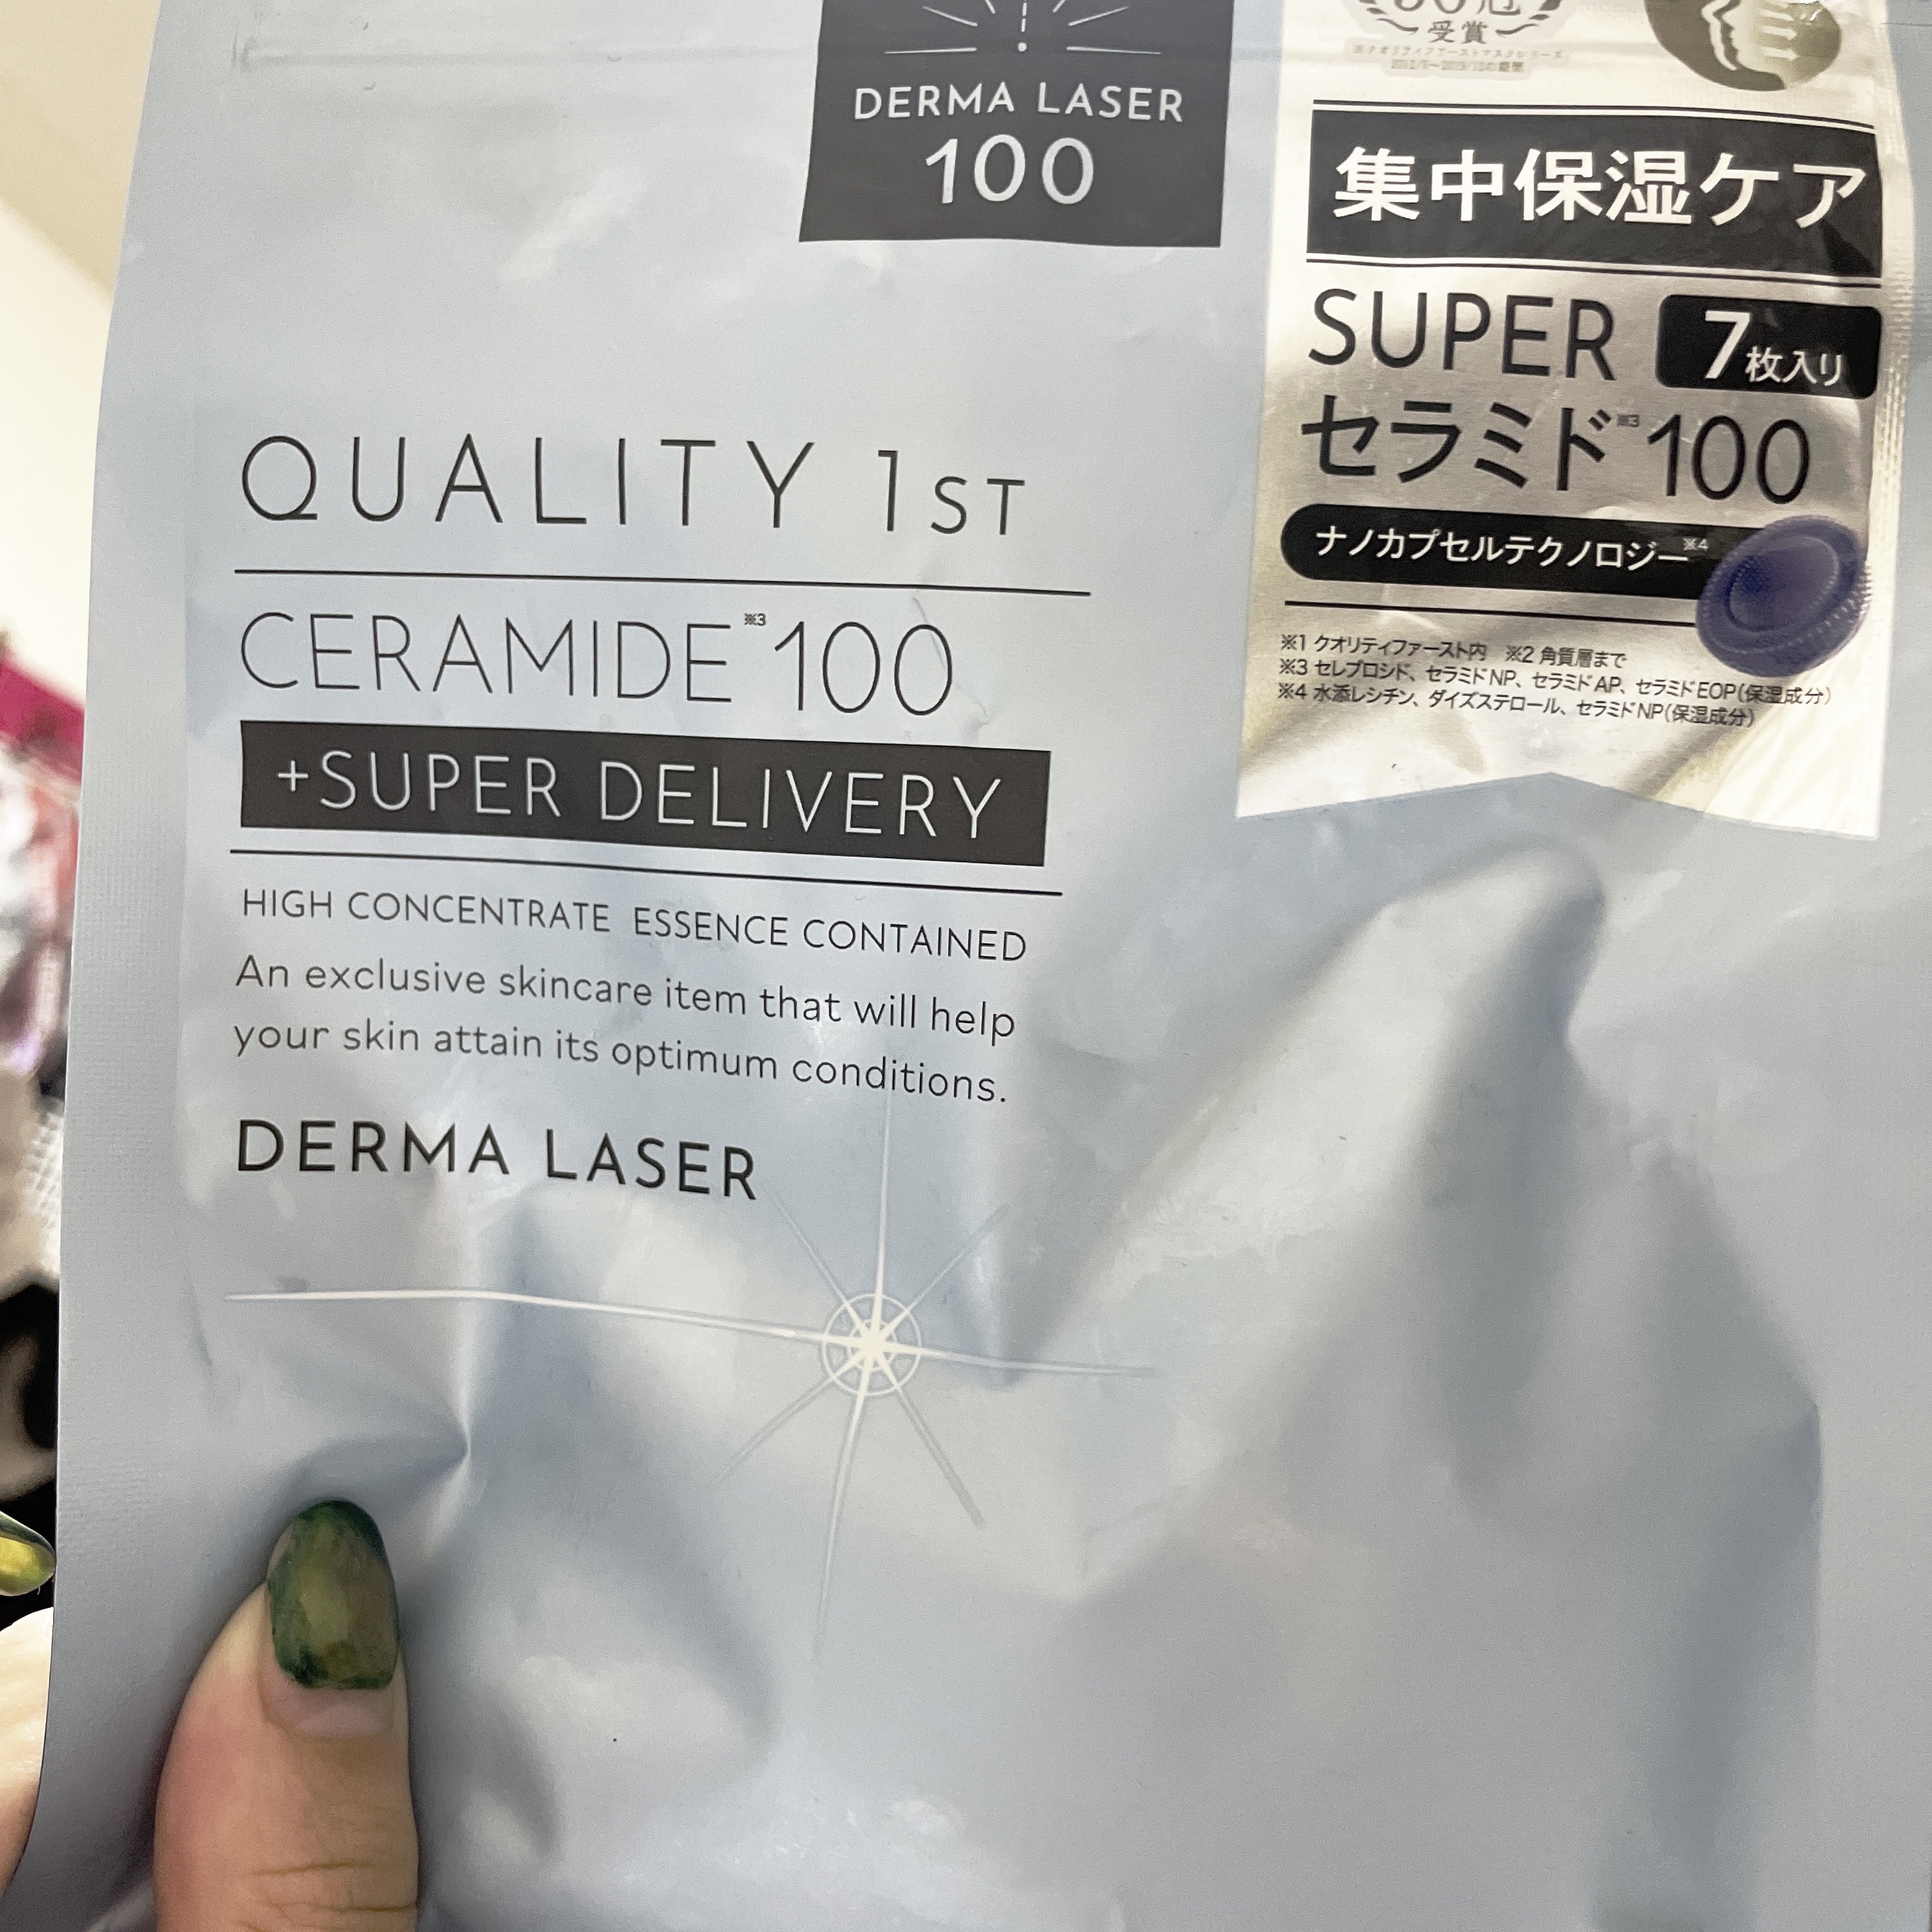 DERMA LASER
100
受賞
集中保湿ケア
SUPER 7枚入り
セラミド※3 100
ナノカプセルテクノロジー※4
※1 クオリティファースト内 ※2 角質層まで
※3 セレブロシド、セラミドNP、セラミドAP、セラミドEOP(保湿成分)
※4 水添レシチン、ダイズステロール、セラミドNP(保湿成分)
QUALITY 1ST
CERAMIDE※3 100
+SUPER DELIVERY
HIGH CONCENTRATE ESSENCE CONTAINED
An exclusive skincare item that will help
your skin attain its optimum conditions.
DERMA LASER